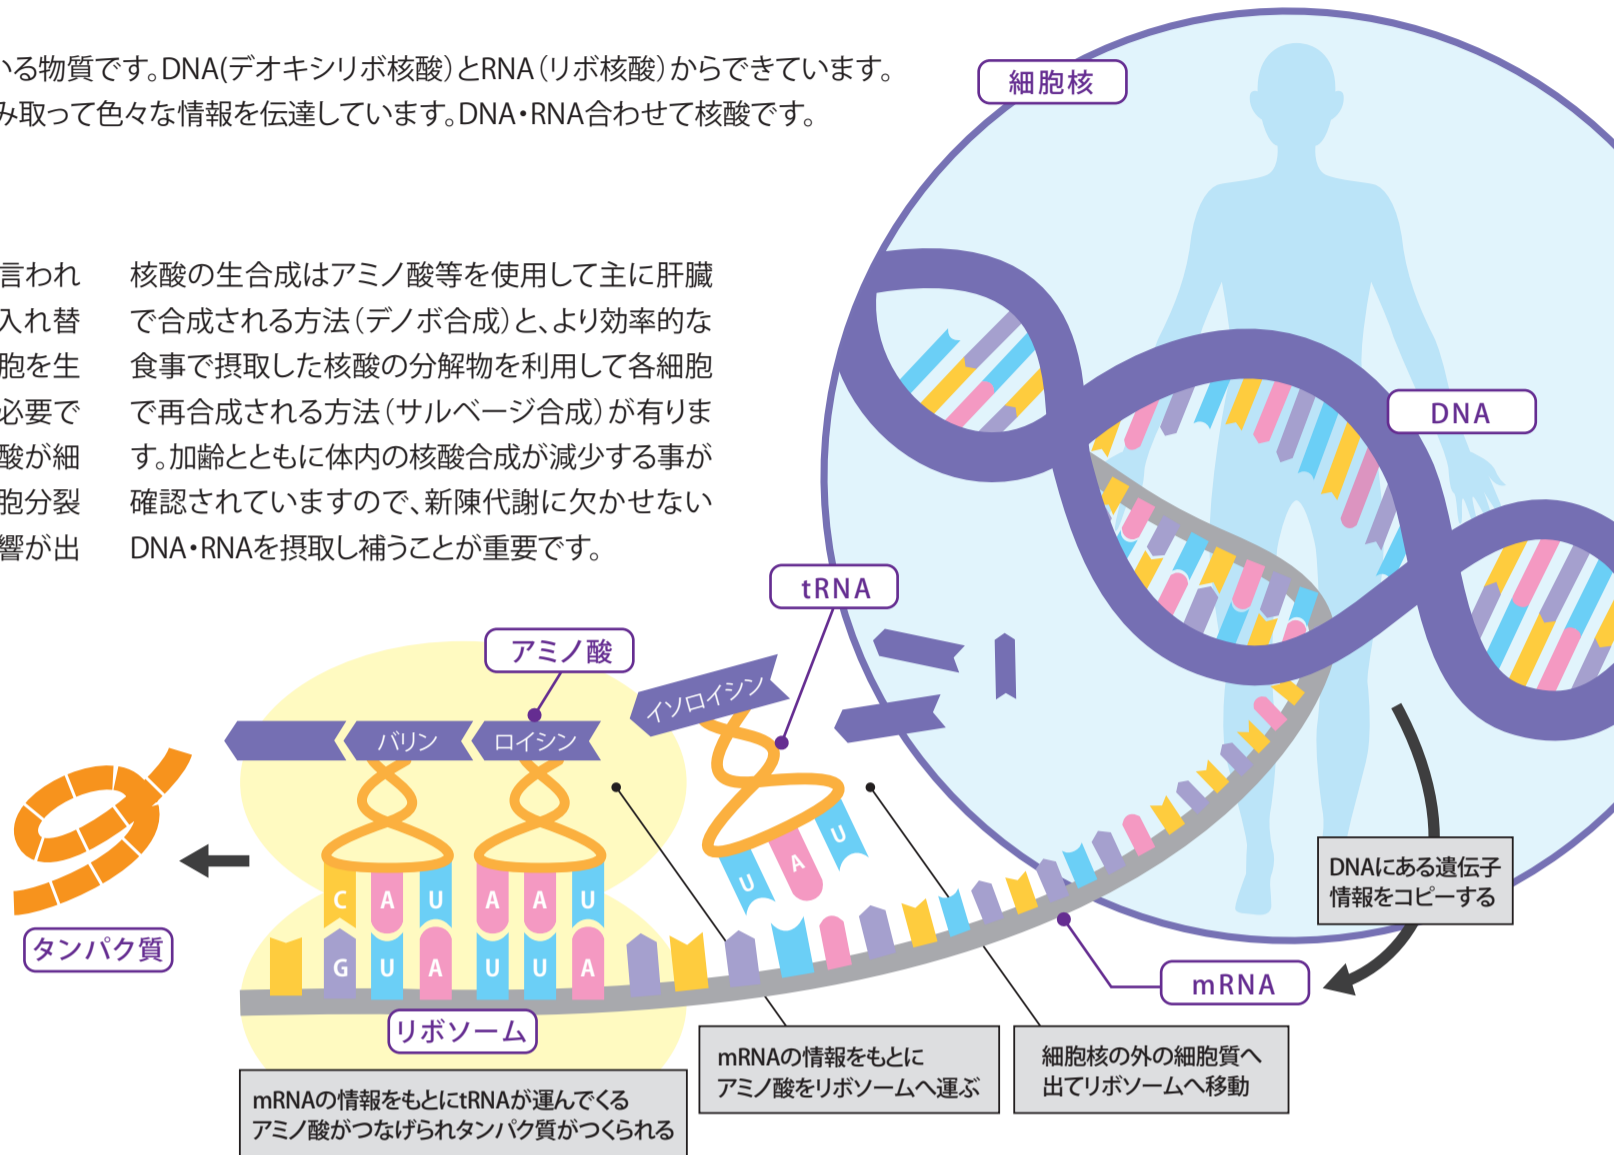 いる物質です。DNA(デオキシリボ核酸)とRNA(リボ核酸)からできています。
み取って色々な情報を伝達しています。DNA・RNA合わせて核酸です。
言われ
入れ替
胞を生
必要で
酸が細
胞分裂
響が出
核酸の生合成はアミノ酸等を使用して主に肝臓
で合成される方法(デノボ合成)と、より効率的な
食事で摂取した核酸の分解物を利用して各細胞
で再合成される方法(サルベージ合成)が有りま
す。加齢とともに体内の核酸合成が減少する事が
確認されていますので、新陳代謝に欠かせない
DNA・RNAを摂取し補うことが重要です。
細胞核
DNA
tRNA
アミノ酸
イソロイシン
バリン
ロイシン
U A U
C A U A A U
G U A U U A
タンパク質
リボソーム
mRNA
DNAにある遺伝子
情報をコピーする
mRNAの情報をもとに
アミノ酸をリボソームへ運ぶ
細胞核の外の細胞質へ
出てリボソームへ移動
mRNAの情報をもとにtRNAが運んでくる
アミノ酸がつなげられタンパク質がつくられる